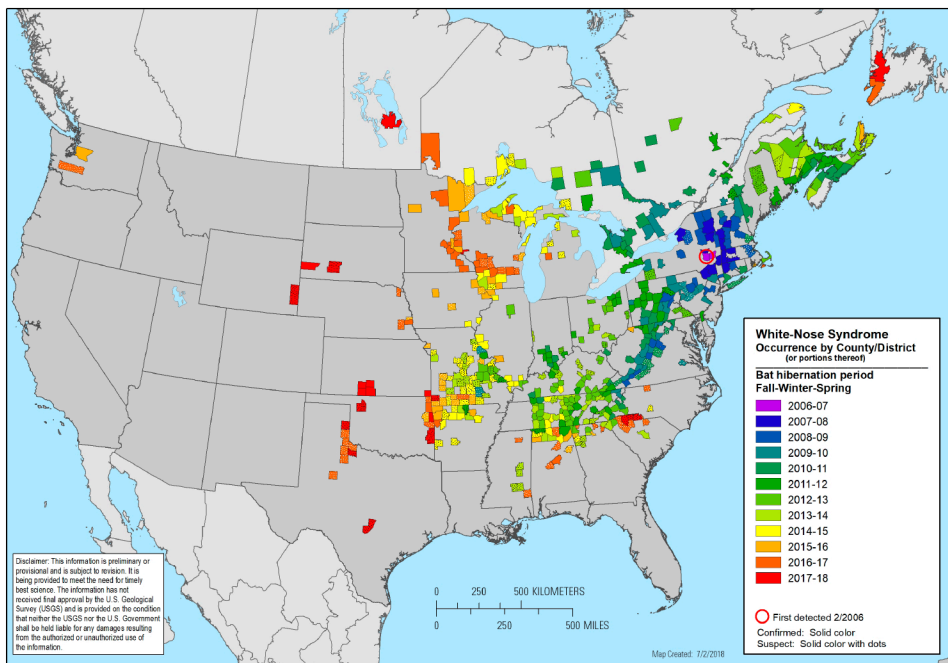 White-Nose Syndrome
Occurrence by County/District
(or portions thereof)
Bat hibernation period
Fall-Winter-Spring
2006-07
2007-08
2008-09
2009-10
2010-11
2011-12
2012-13
2013-14
2014-15
2015-16
2016-17
2017-18
First detected 2/2006
Confirmed: Solid color
Suspect: Solid color with dots
Disclaimer: This information is preliminary or
provisional and is subject to revision. It is
being provided to meet the need for timely
best science. The information has not
received final approval by the U.S. Geological
Survey (USGS) and is provided on the condition
that neither the USGS nor the U.S. Government
shall be held liable for any damages resulting
from the authorized or unauthorized use of
the information.
0 250 500 KILOMETERS
0 250 500 MILES
Map Created: 7/2/2018